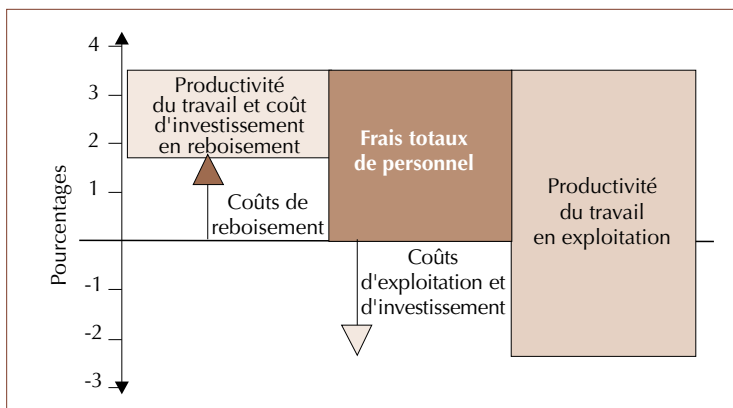 Pourcentages
4
3
2
1
0
-1
-2
-3
Productivité
du travail et coût
d'investissement
en reboisement
Coûts de
reboisement
Frais totaux
de personnel
Coûts
d'exploitation et
d'investissement
Productivité
du travail
en exploitation